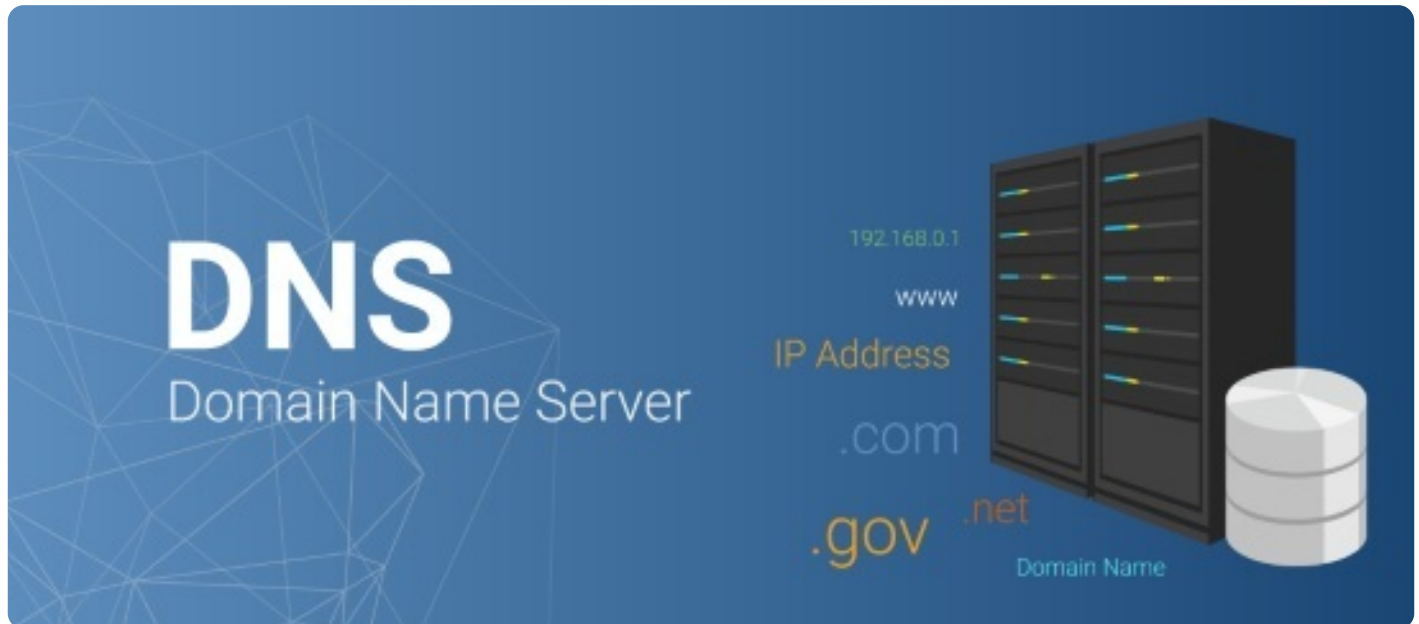 DNS
Domain Name Server
192.168.0.1
www
IP Address
.com
.net
.gov
Domain Name